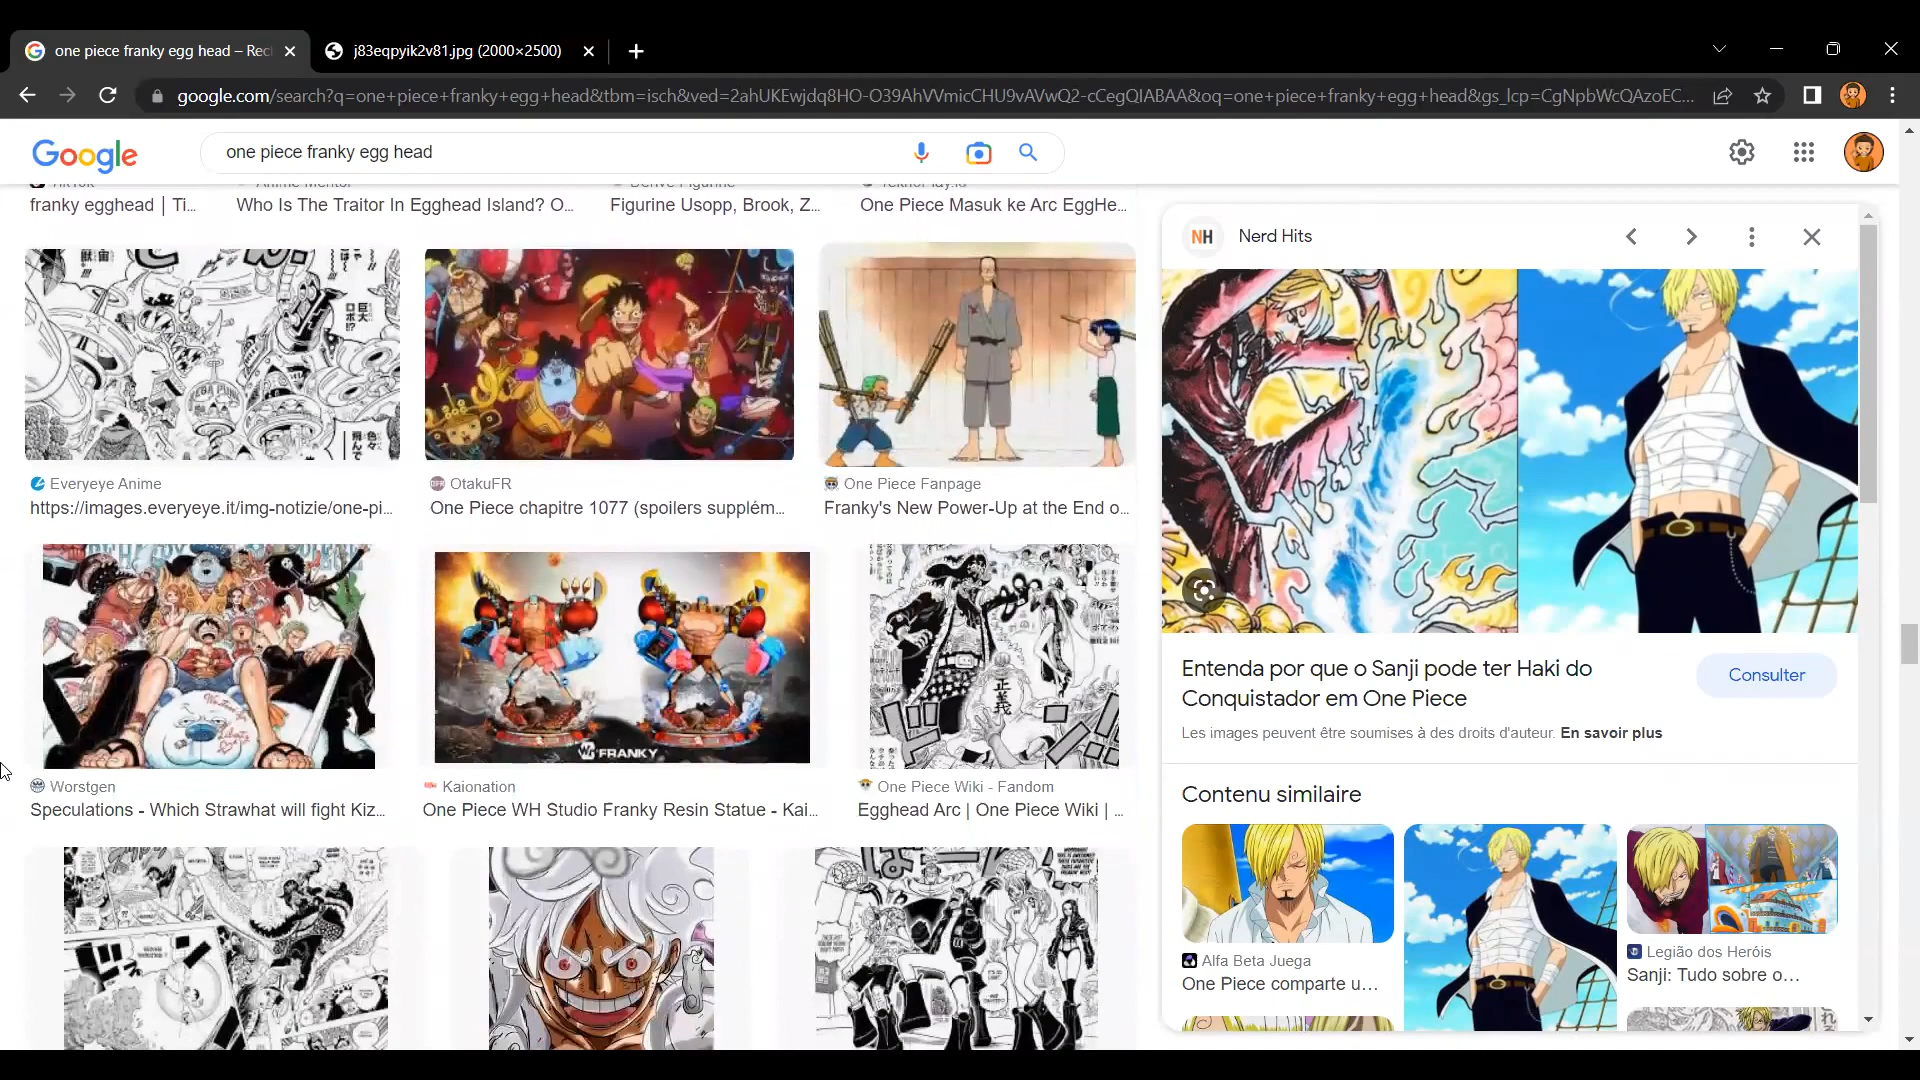 one piece franky egg head – Rec
j83eqpyik2v81.jpg (2000×2500)
google.com/search?q=one+piece+franky+egg+head&tbm=isch&ved=2ahUKEwjdq8HO-O39AhVVmicCHU9vAVwQ2-cCegQIABAA&oq=one+piece+franky+egg+head&gs_lcp=CgNpbWcQAzoEC...
Google
one piece franky egg head
franky egghead | Ti...
Who Is The Traitor In Egghead Island? O...
Figurine Usopp, Brook, Z...
One Piece Masuk ke Arc EggHe...
NH
Nerd Hits
Everyeye Anime
https://images.everyeye.it/img-notizie/one-pi...
OtakuFR
One Piece chapitre 1077 (spoilers supplém...
One Piece Fanpage
Franky's New Power-Up at the End o...
FRANKY
Worstgen
Speculations - Which Strawhat will fight Kiz...
Kaionation
One Piece WH Studio Franky Resin Statue - Kai...
One Piece Wiki - Fandom
Egghead Arc | One Piece Wiki | ...
Entenda por que o Sanji pode ter Haki do
Conquistador em One Piece
Consulter
Les images peuvent être soumises à des droits d'auteur. En savoir plus
Contenu similaire
Alfa Beta Juega
One Piece comparte u...
Legião dos Heróis
Sanji: Tudo sobre o...